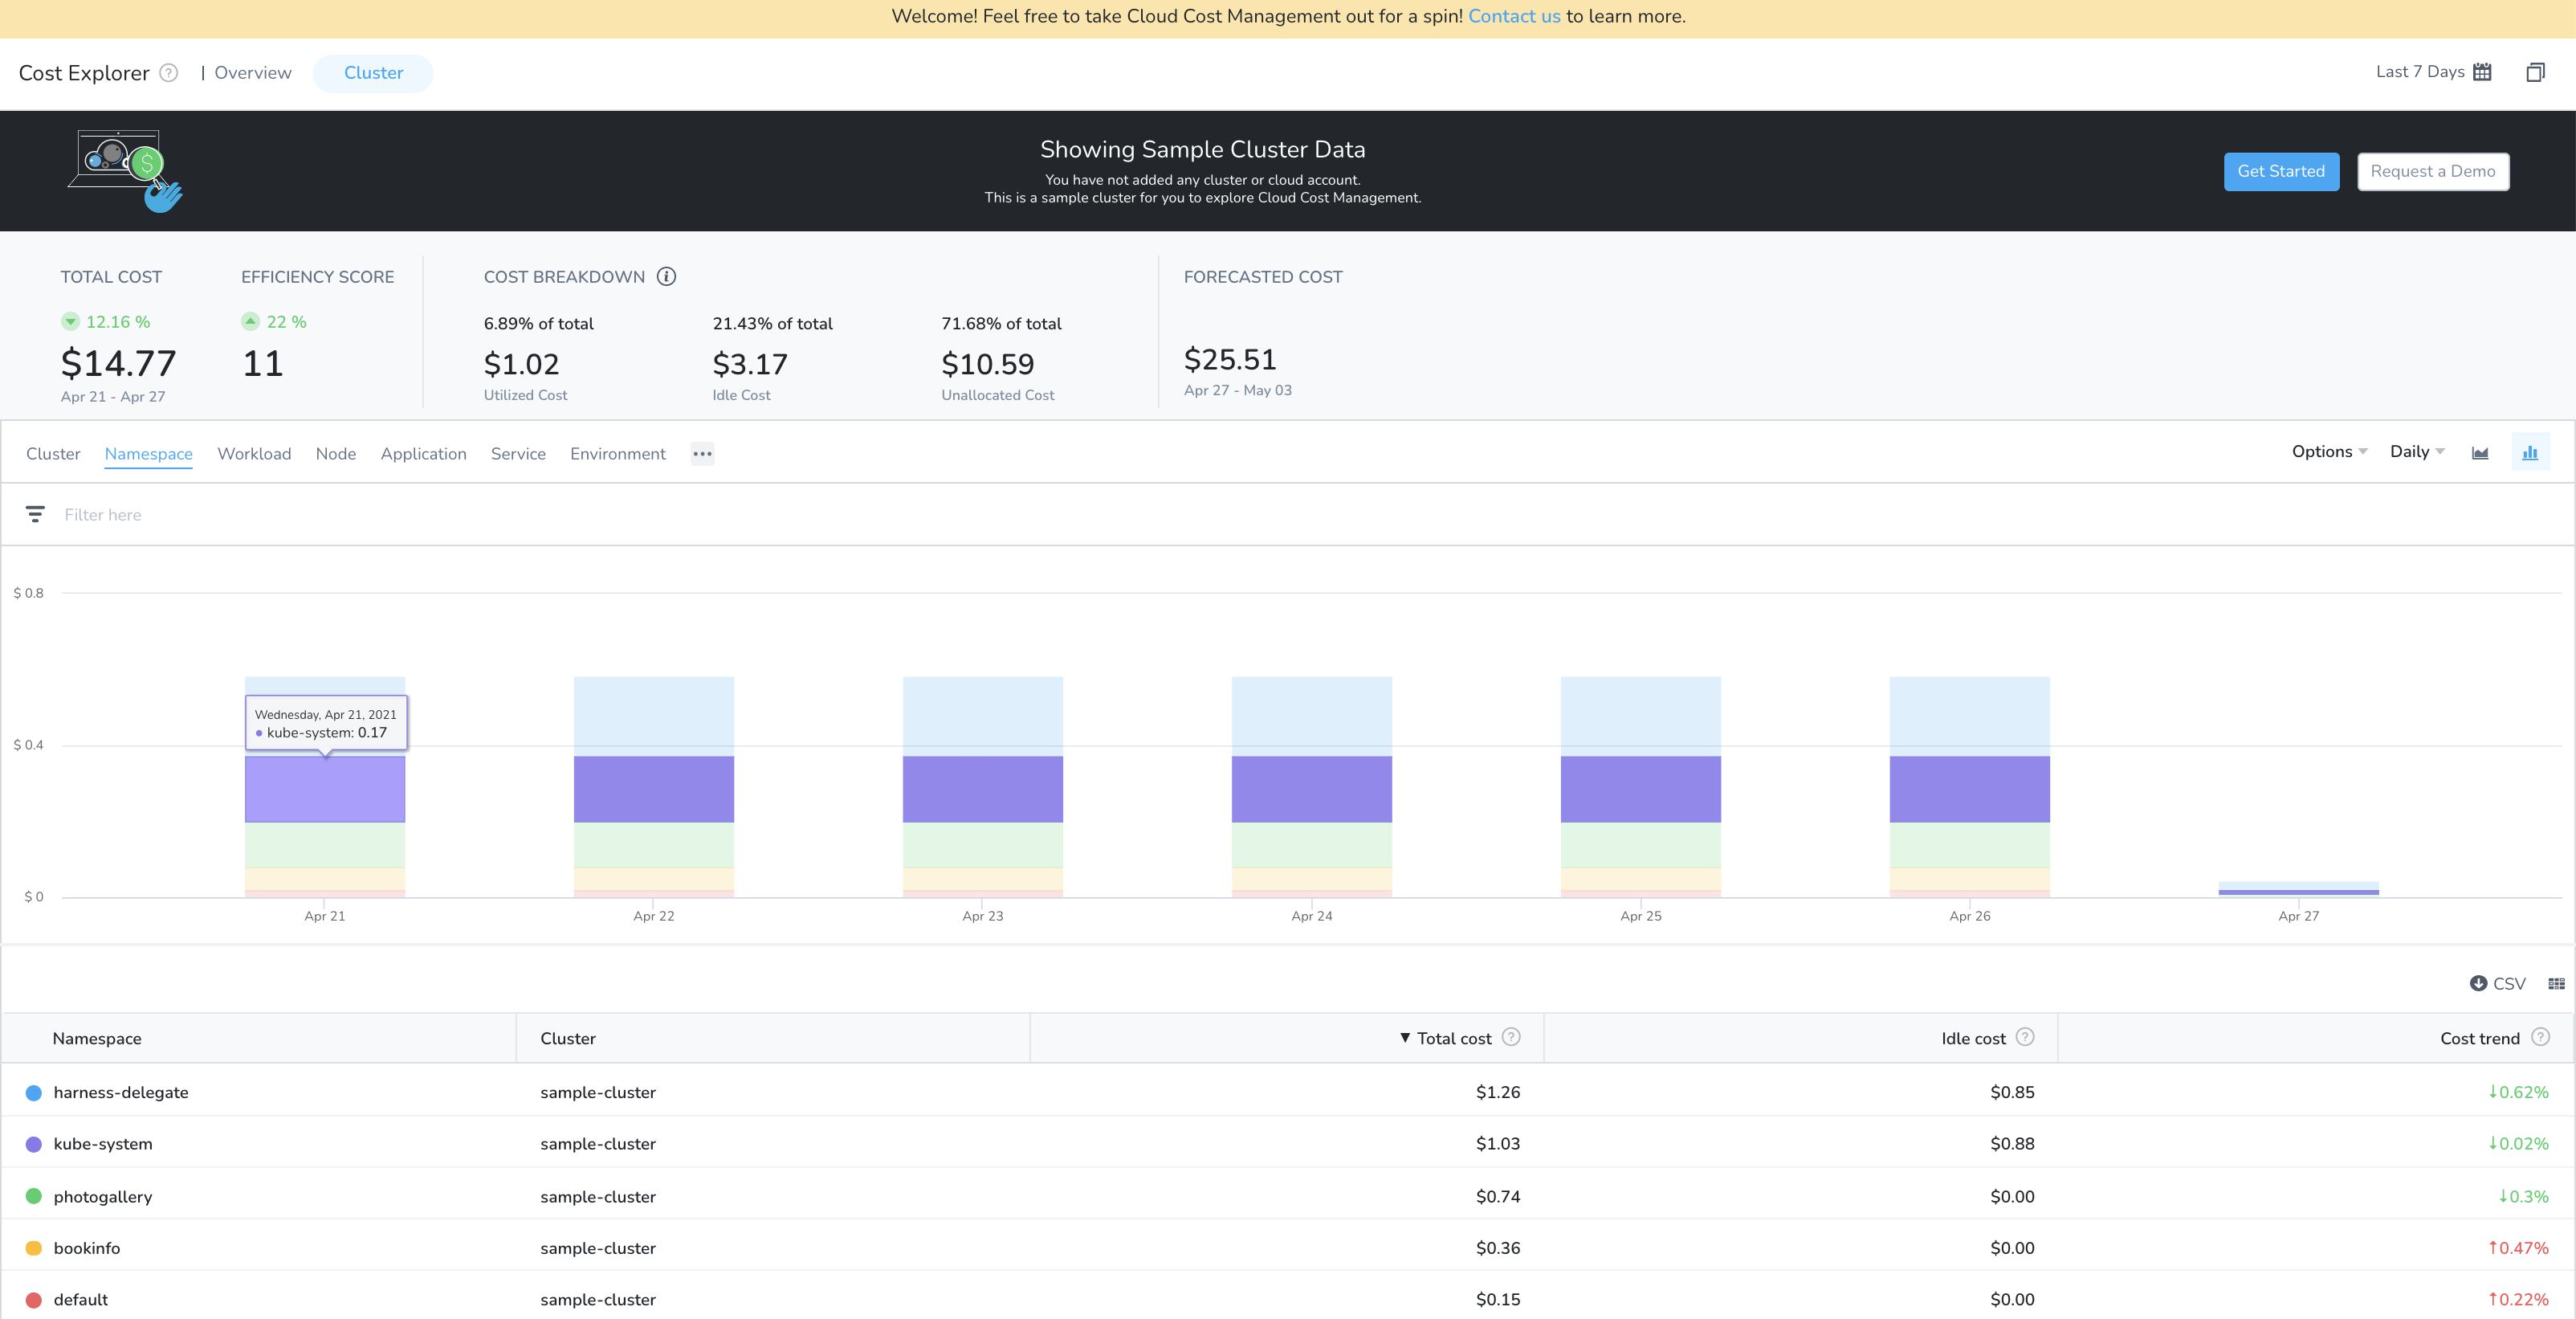 Welcome! Feel free to take Cloud Cost Management out for a spin! Contact us to learn more.
Cost Explorer ? | Overview Cluster Last 7 Days
Showing Sample Cluster Data
You have not added any cluster or cloud account.
This is a sample cluster for you to explore Cloud Cost Management.
Get Started Request a Demo
$
TOTAL COST EFFICIENCY SCORE COST BREAKDOWN i FORECASTED COST
12.16 % 22 % 6.89% of total 21.43% of total 71.68% of total
$14.77 11 $1.02 $3.17 $10.59 $25.51
Apr 21 - Apr 27 Utilized Cost Idle Cost Unallocated Cost Apr 27 - May 03
Cluster Namespace Workload Node Application Service Environment ••• Options Daily
Filter here
$ 0.8
Wednesday, Apr 21, 2021
• kube-system: 0.17
$ 0.4
$ 0
Apr 21 Apr 22 Apr 23 Apr 24 Apr 25 Apr 26 Apr 27
CSV
Namespace Cluster ▼ Total cost ? Idle cost ? Cost trend ?
harness-delegate sample-cluster $1.26 $0.85 ↓0.62%
kube-system sample-cluster $1.03 $0.88 ↓0.02%
photogallery sample-cluster $0.74 $0.00 ↓0.3%
bookinfo sample-cluster $0.36 $0.00 ↑0.47%
default sample-cluster $0.15 $0.00 ↑0.22%